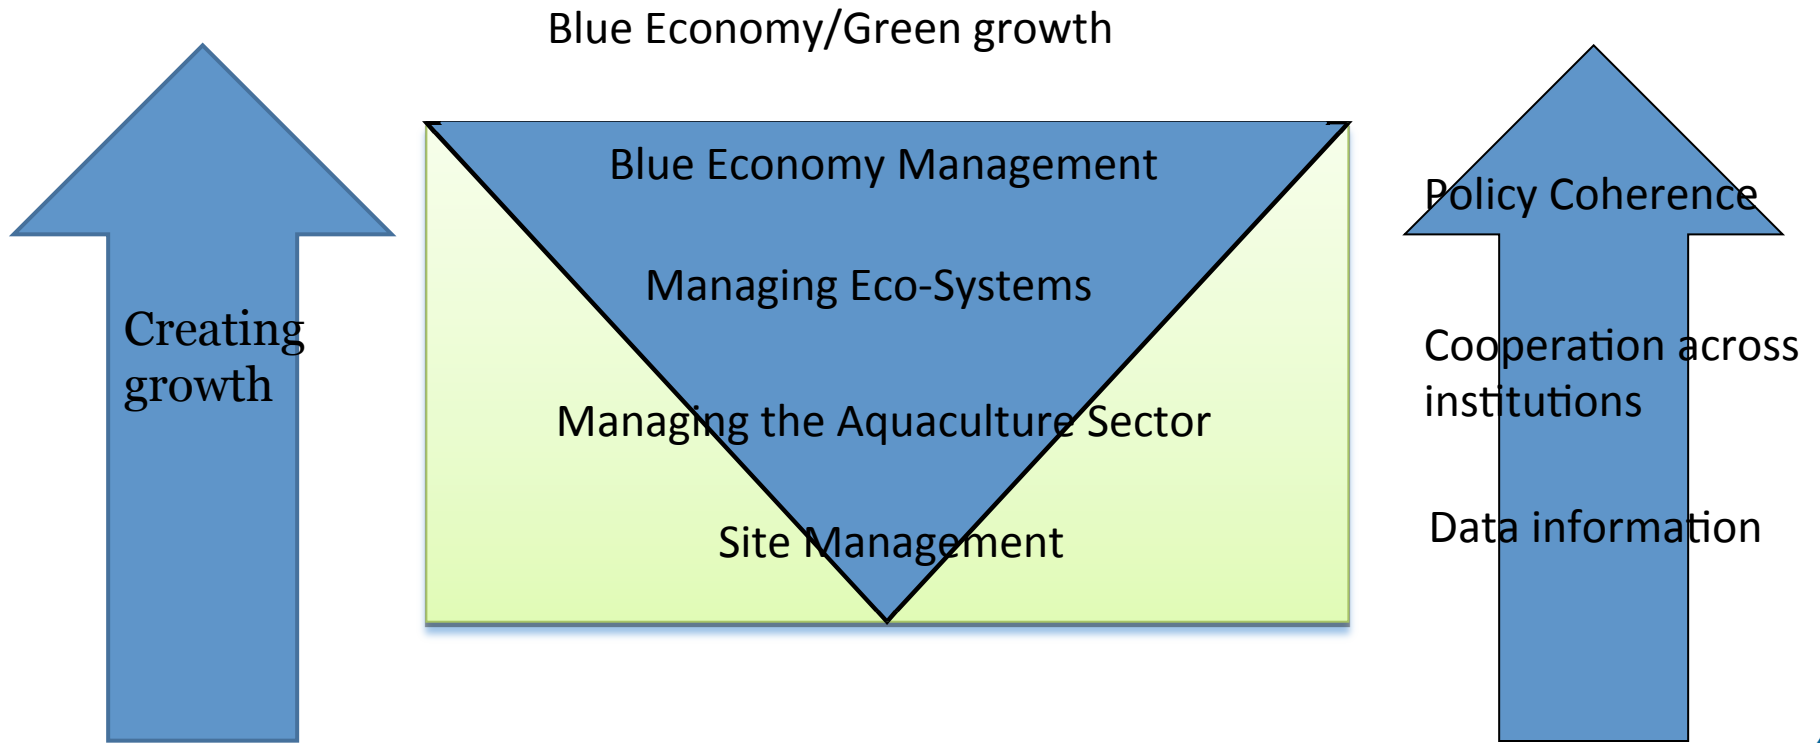 Blue Economy/Green growth
Creating
growth
Blue Economy Management
Managing Eco-Systems
Managing the Aquaculture Sector
Site Management
Policy Coherence
Cooperation across
institutions
Data information